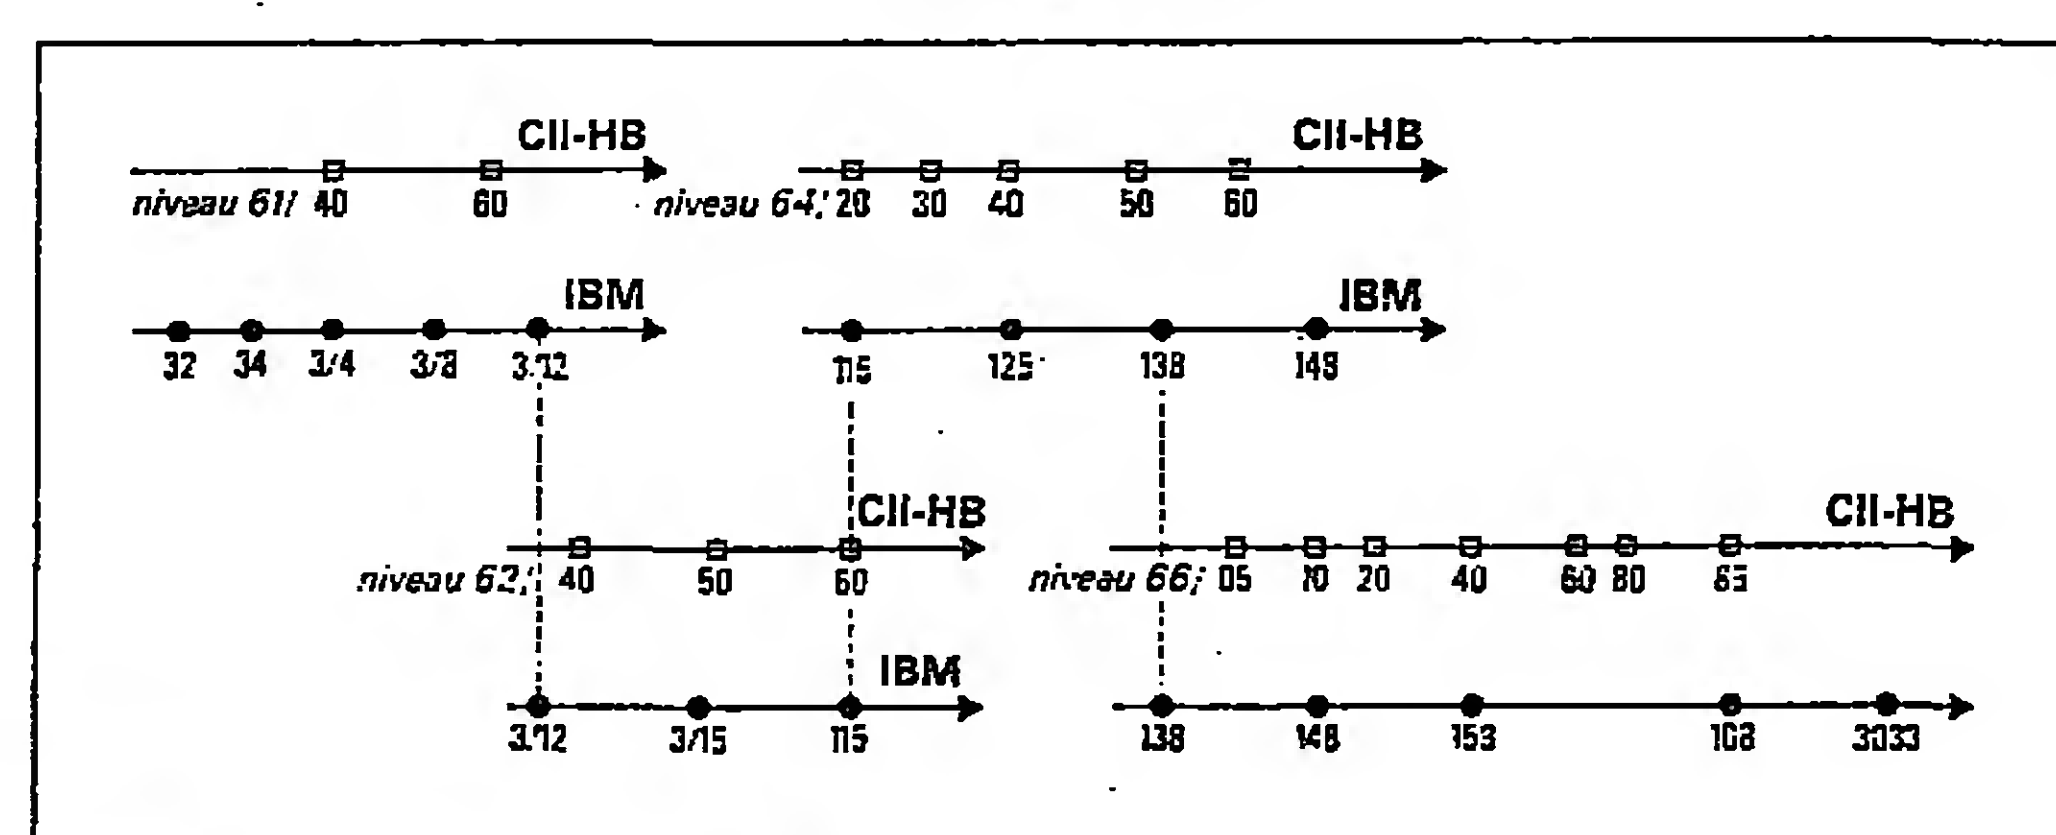 CII-HB
niveau 61/ 40 60
CII-HB
niveau 64/ 20 30 40 50 60
IBM
32 34 3/4 3/8 3/12
IBM
115 125 138 148
CII-HB
niveau 62/ 40 50 60
CII-HB
niveau 66/ 05 10 20 40 60 80 85
IBM
3/12 3/15 115
138 148 158 168 3033